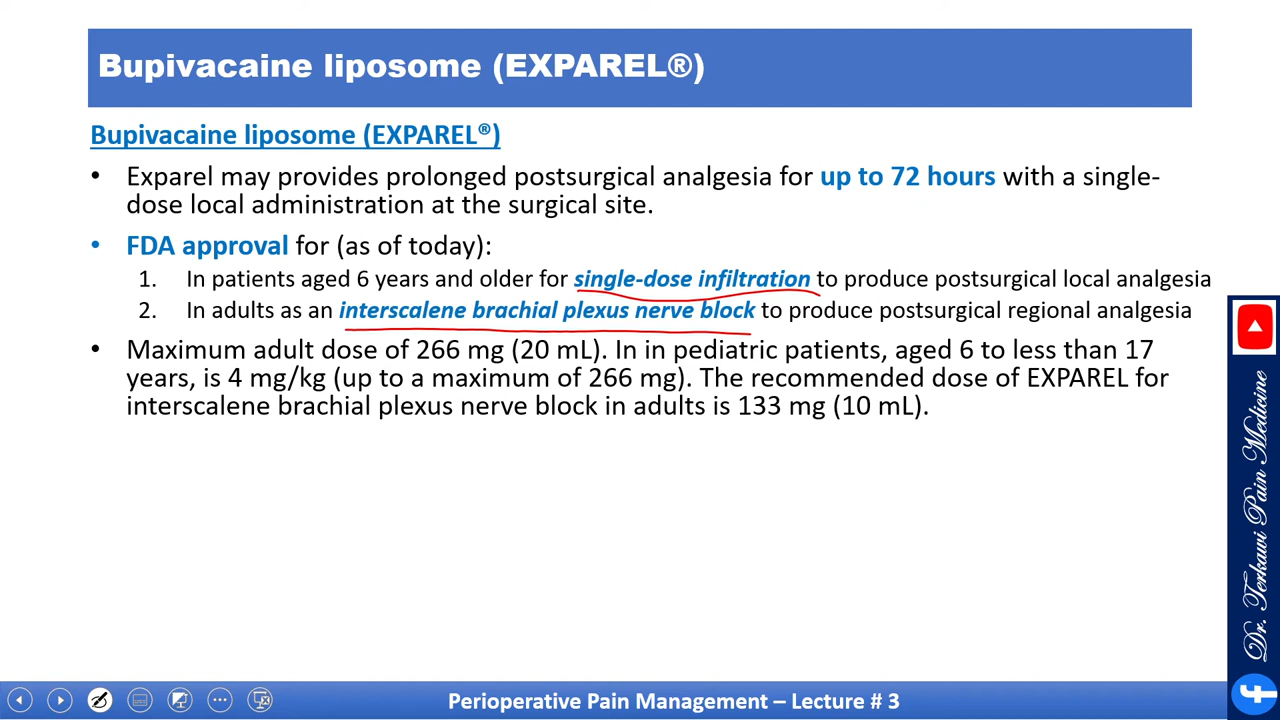 Bupivacaine liposome (EXPAREL®)
Bupivacaine liposome (EXPAREL®)
• Exparel may provides prolonged postsurgical analgesia for up to 72 hours with a single-
dose local administration at the surgical site.
• FDA approval for (as of today):
1. In patients aged 6 years and older for single-dose infiltration to produce postsurgical local analgesia
2. In adults as an interscalene brachial plexus nerve block to produce postsurgical regional analgesia
• Maximum adult dose of 266 mg (20 mL). In in pediatric patients, aged 6 to less than 17
years, is 4 mg/kg (up to a maximum of 266 mg). The recommended dose of EXPAREL for
interscalene brachial plexus nerve block in adults is 133 mg (10 mL).
Dr. Terkawi Pain Medicine
Perioperative Pain Management – Lecture # 3